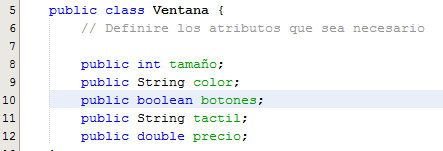 5 public class Ventana {
6 // Definire los atributos que sea necesario
7
8 public int tamaño;
9 public String color;
10 public boolean botones;
11 public String tactil;
12 public double precio;